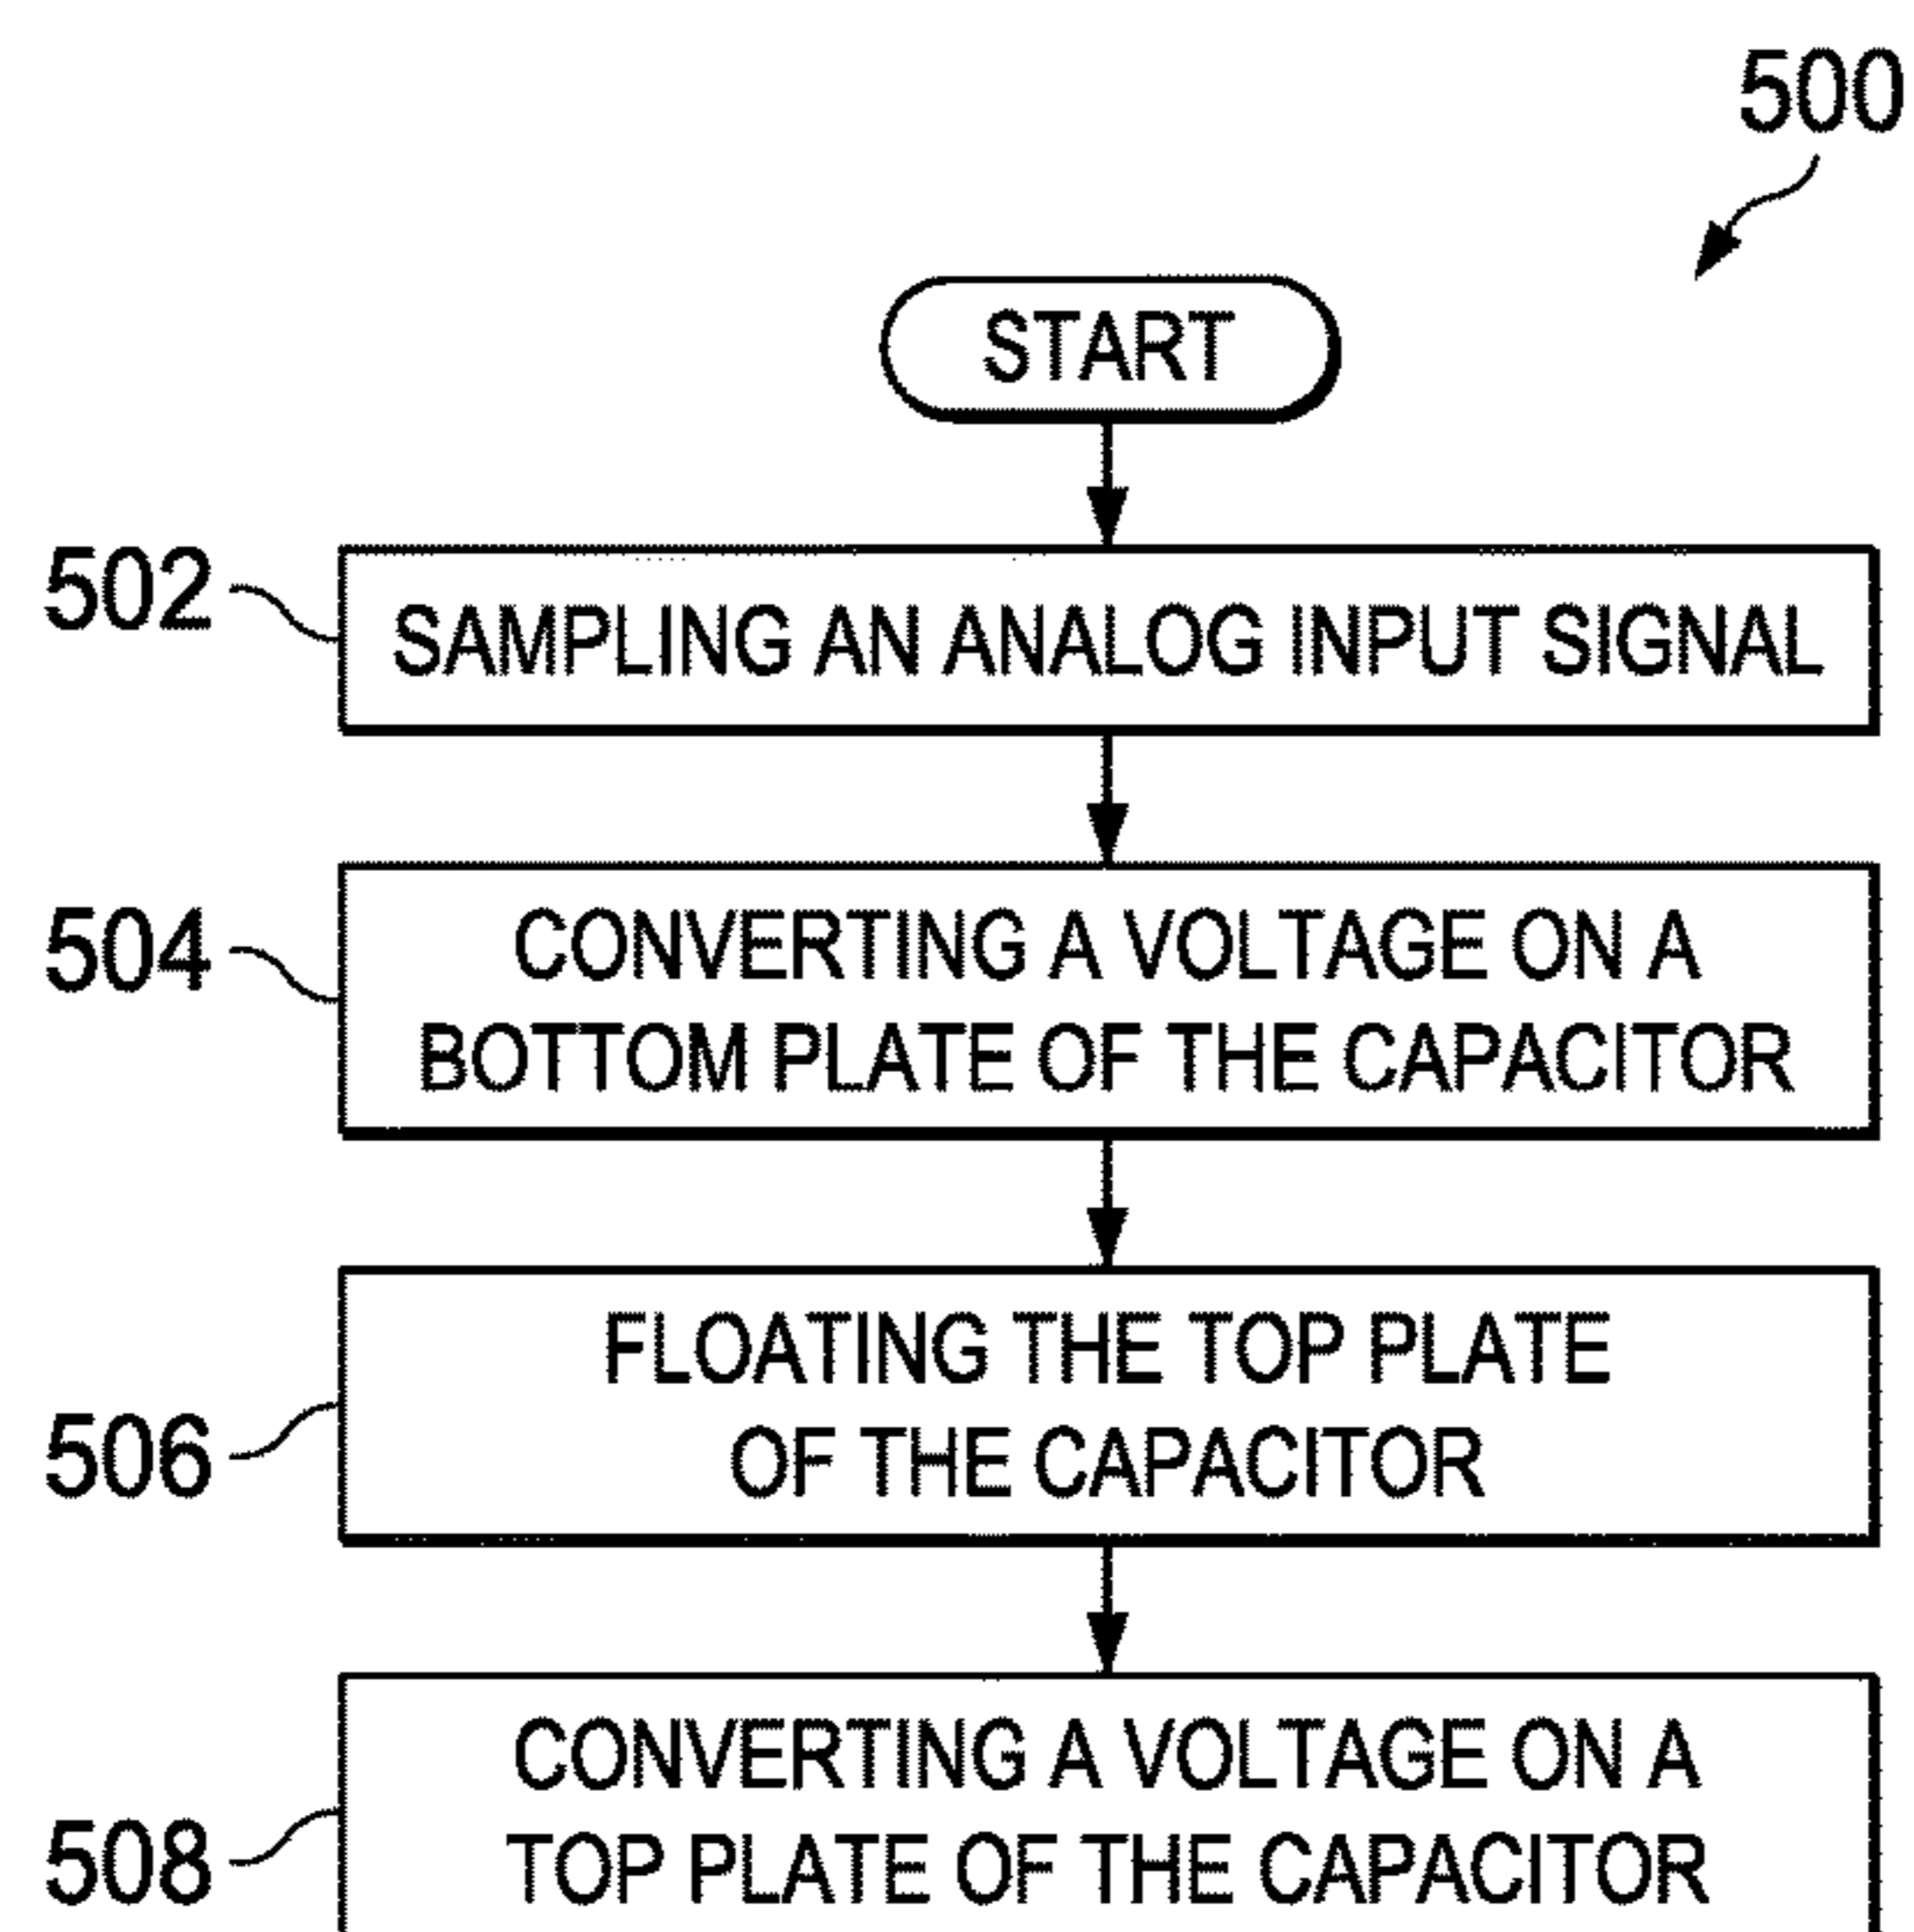 500
START
502
SAMPLING AN ANALOG INPUT SIGNAL
504
CONVERTING A VOLTAGE ON A
BOTTOM PLATE OF THE CAPACITOR
506
FLOATING THE TOP PLATE
OF THE CAPACITOR
508
CONVERTING A VOLTAGE ON A
TOP PLATE OF THE CAPACITOR